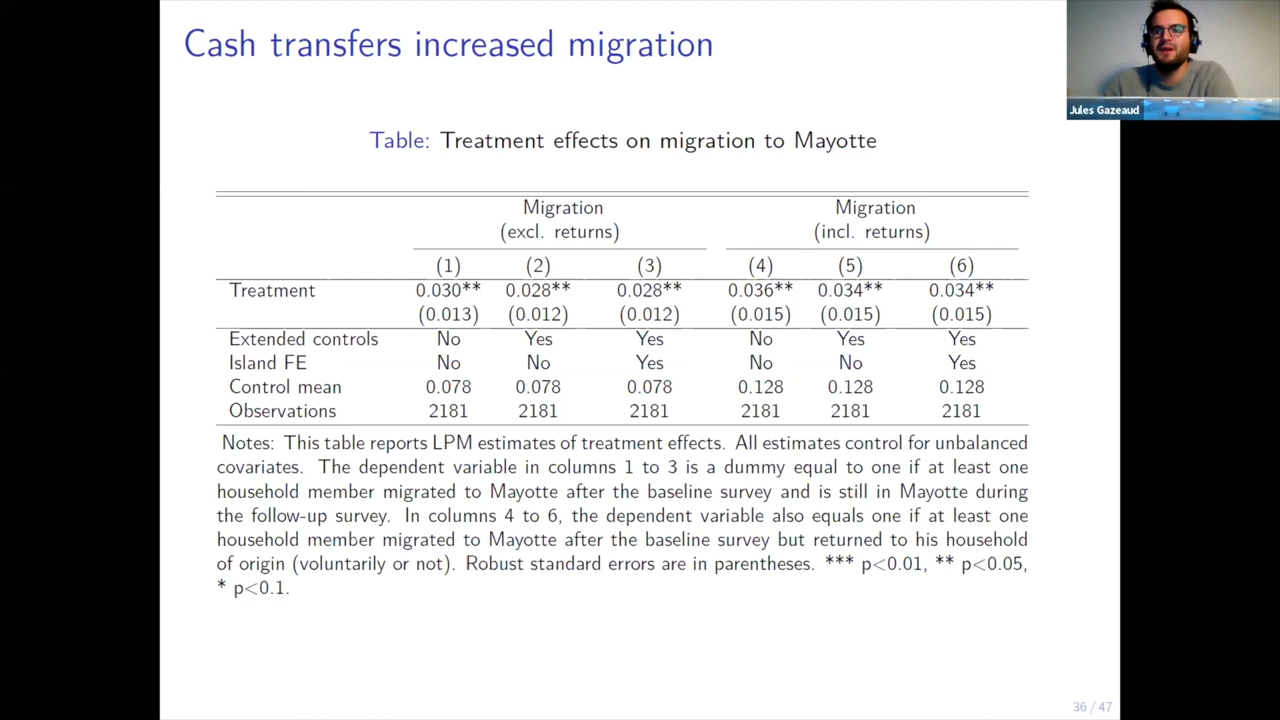 Cash transfers increased migration
Jules Gazeaud
Table: Treatment effects on migration to Mayotte
Migration Migration
(excl. returns) (incl. returns)
(1) (2) (3) (4) (5) (6)
Treatment 0.030** 0.028** 0.028** 0.036** 0.034** 0.034**
(0.013) (0.012) (0.012) (0.015) (0.015) (0.015)
Extended controls No Yes Yes No Yes Yes
Island FE No No Yes No No Yes
Control mean 0.078 0.078 0.078 0.128 0.128 0.128
Observations 2181 2181 2181 2181 2181 2181
Notes: This table reports LPM estimates of treatment effects. All estimates control for unbalanced
covariates. The dependent variable in columns 1 to 3 is a dummy equal to one if at least one
household member migrated to Mayotte after the baseline survey and is still in Mayotte during
the follow-up survey. In columns 4 to 6, the dependent variable also equals one if at least one
household member migrated to Mayotte after the baseline survey but returned to his household
of origin (voluntarily or not). Robust standard errors are in parentheses. *** p<0.01, ** p<0.05,
* p<0.1.
36 / 47